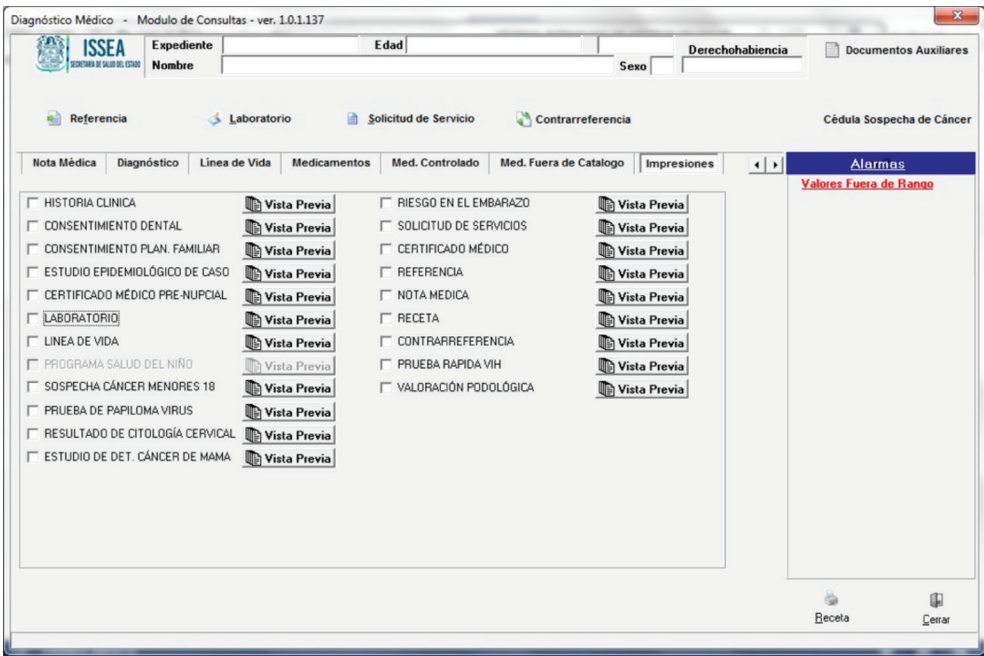 Diagnóstico Médico - Modulo de Consultas - ver. 1.0.1.137
ISSEA
SECRETARIA DE SALUD DEL ESTADO
Expediente Edad Derechohabiencia
Nombre Sexo
Documentos Auxiliares
Referencia Laboratorio Solicitud de Servicio Contrarreferencia Cédula Sospecha de Cáncer
Nota Médica Diagnóstico Línea de Vida Medicamentos Med. Controlado Med. Fuera de Catalogo Impresiones Alarmas
Valores Fuera de Rango
HISTORIA CLINICA Vista Previa RIESGO EN EL EMBARAZO Vista Previa
CONSENTIMIENTO DENTAL Vista Previa SOLICITUD DE SERVICIOS Vista Previa
CONSENTIMIENTO PLAN. FAMILIAR Vista Previa CERTIFICADO MÉDICO Vista Previa
ESTUDIO EPIDEMIOLÓGICO DE CASO Vista Previa REFERENCIA Vista Previa
CERTIFICADO MÉDICO PRE-NUPCIAL Vista Previa NOTA MEDICA Vista Previa
LABORATORIO Vista Previa RECETA Vista Previa
LINEA DE VIDA Vista Previa CONTRARREFERENCIA Vista Previa
PROGRAMA SALUD DEL NIÑO Vista Previa PRUEBA RAPIDA VIH Vista Previa
SOSPECHA CÁNCER MENORES 18 Vista Previa VALORACIÓN PODOLÓGICA Vista Previa
PRUEBA DE PAPILOMA VIRUS Vista Previa
RESULTADO DE CITOLOGÍA CERVICAL Vista Previa
ESTUDIO DE DET. CÁNCER DE MAMA Vista Previa
Receta Cerrar